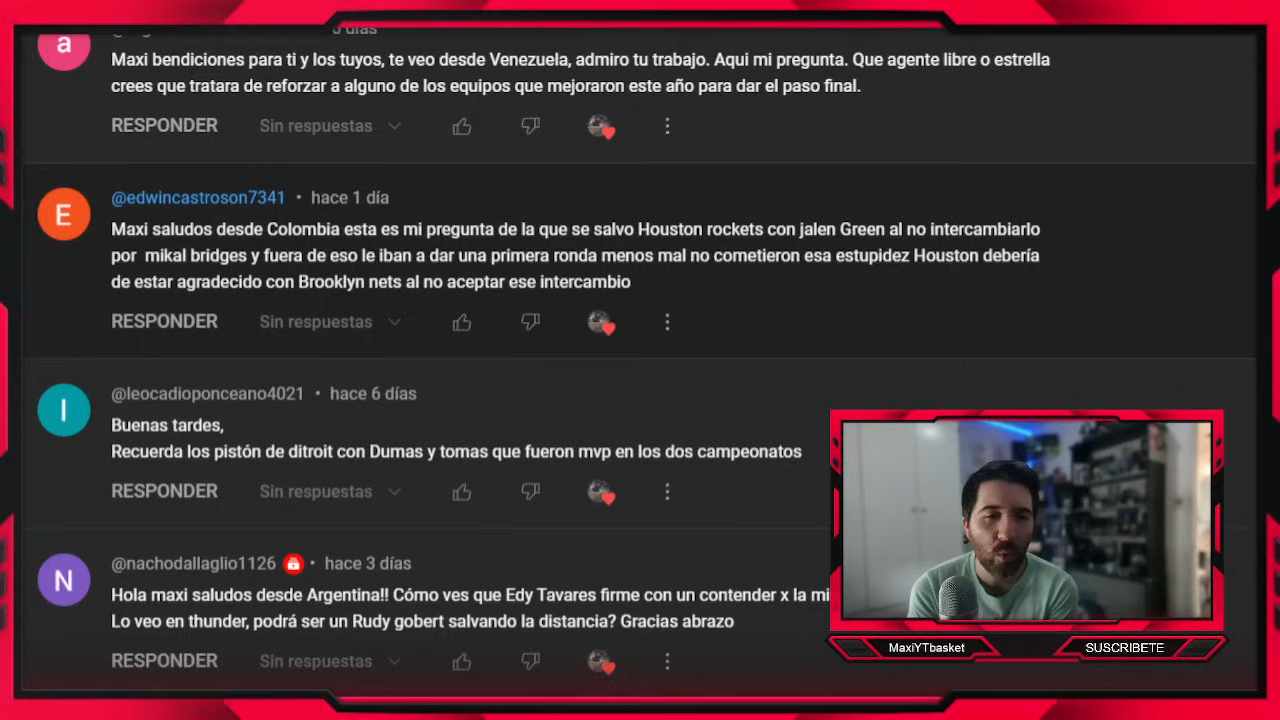 a
días
Maxi bendiciones para ti y los tuyos, te veo desde Venezuela, admiro tu trabajo. Aqui mi pregunta. Que agente libre o estrella
crees que tratara de reforzar a alguno de los equipos que mejoraron este año para dar el paso final.
RESPONDER Sin respuestas
E
@edwincastroson7341 • hace 1 día
Maxi saludos desde Colombia esta es mi pregunta de la que se salvo Houston rockets con jalen Green al no intercambiarlo
por mikal bridges y fuera de eso le iban a dar una primera ronda menos mal no cometieron esa estupidez Houston debería
de estar agradecido con Brooklyn nets al no aceptar ese intercambio
RESPONDER Sin respuestas
l
@leocadioponceano4021 • hace 6 días
Buenas tardes,
Recuerda los pistón de ditroit con Dumas y tomas que fueron mvp en los dos campeonatos
RESPONDER Sin respuestas
N
@nachodallaglio1126 • hace 3 días
Hola maxi saludos desde Argentina!! Cómo ves que Edy Tavares firme con un contender x la mi
Lo veo en thunder, podrá ser un Rudy gobert salvando la distancia? Gracias abrazo
RESPONDER Sin respuestas
MaxiYTbasket
SUSCRIBETE